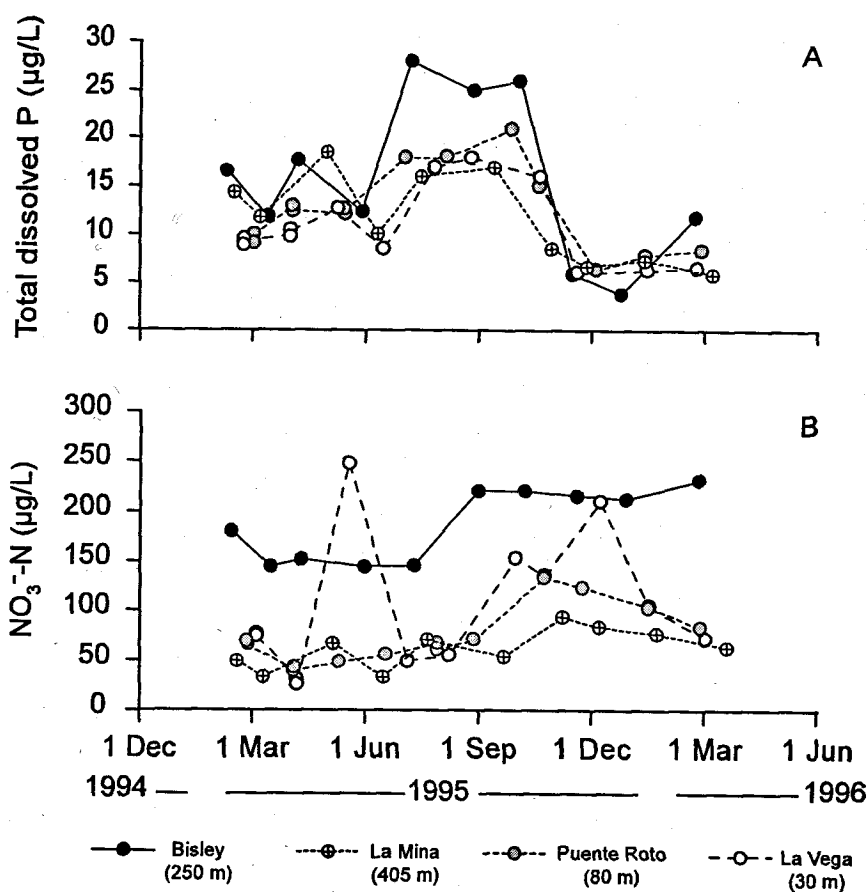 A
Total dissolved P (µg/L)
30
25
20
15
10
5
0
B
NO₃⁻-N (µg/L)
300
250
200
150
100
50
0
1 Dec 1 Mar 1 Jun 1 Sep 1 Dec 1 Mar 1 Jun
1994 1995 1996
Bisley La Mina Puente Roto La Vega
(250 m) (405 m) (80 m) (30 m)